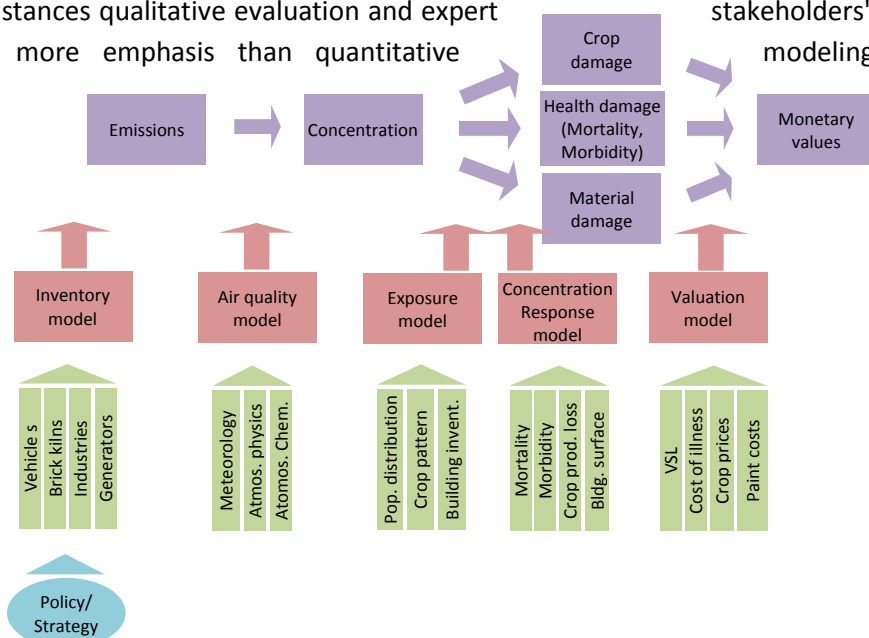 stances qualitative evaluation and expert stakeholders'
more emphasis than quantitative modeling
Crop
damage
Emissions
Concentration
Health damage
(Mortality,
Morbidity)
Monetary
values
Material
damage
Inventory
model
Air quality
model
Exposure
model
Concentration
Response
model
Valuation
model
Vehicle s
Brick kilns
Industries
Generators
Meteorology
Atmos. physics
Atomos. Chem.
Pop. distribution
Crop pattern
Building invent.
Mortality
Morbidity
Crop prod. loss
Bldg. surface
VSL
Cost of illness
Crop prices
Paint costs
Policy/
Strategy